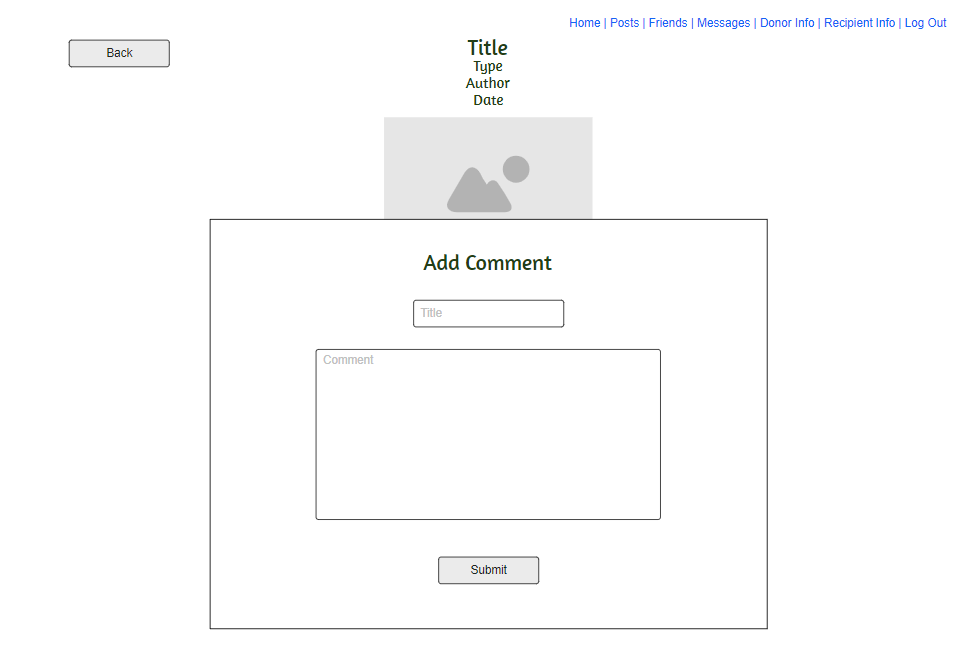 Home | Posts | Friends | Messages | Donor Info | Recipient Info | Log Out
Back
Title
Type
Author
Date
Add Comment
Title
Comment
Submit